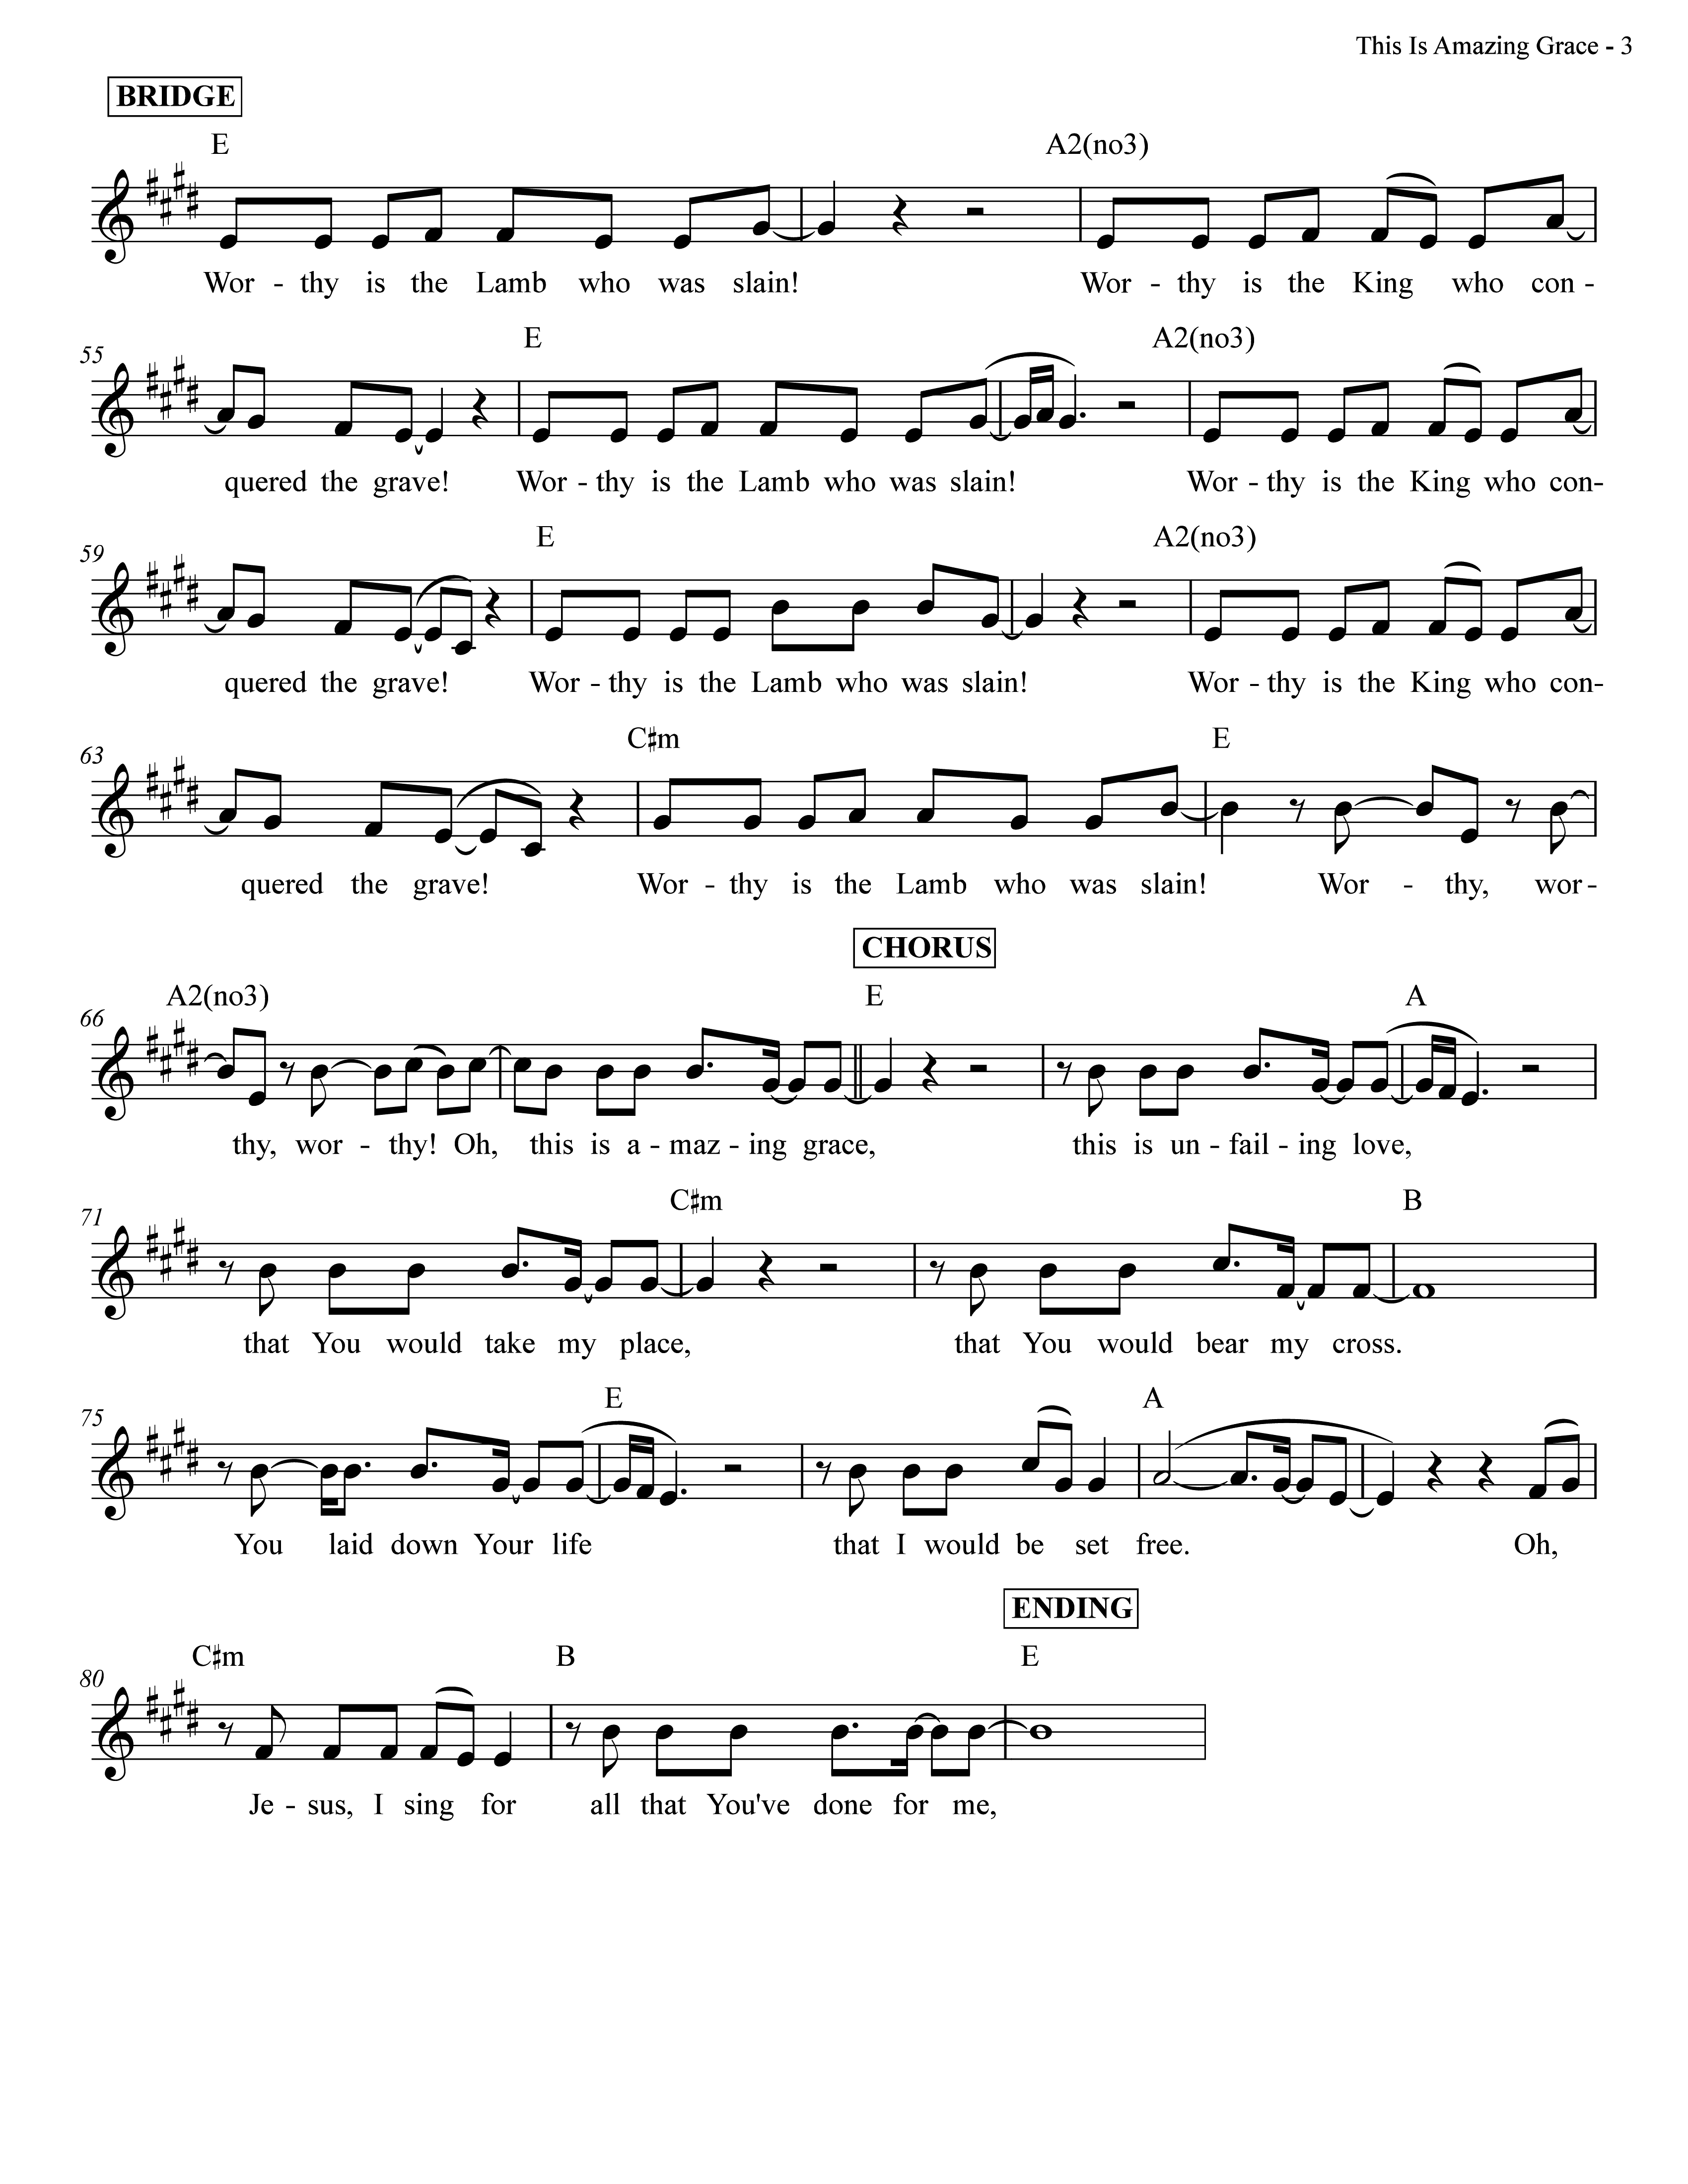 This Is Amazing Grace - 3
BRIDGE
E A2(no3)
Wor - thy is the Lamb who was slain! Wor - thy is the King who con -
55 E A2(no3)
quered the grave! Wor - thy is the Lamb who was slain! Wor - thy is the King who con-
59 E A2(no3)
quered the grave! Wor - thy is the Lamb who was slain! Wor - thy is the King who con-
63 C♯m E
quered the grave! Wor - thy is the Lamb who was slain! Wor - thy, wor -
CHORUS
66 A2(no3) E A
thy, wor - thy! Oh, this is a - maz - ing grace, this is un - fail - ing love,
71 C♯m B
that You would take my place, that You would bear my cross.
75 E A
You laid down Your life that I would be set free. Oh,
ENDING
80 C♯m B E
Je - sus, I sing for all that You've done for me,